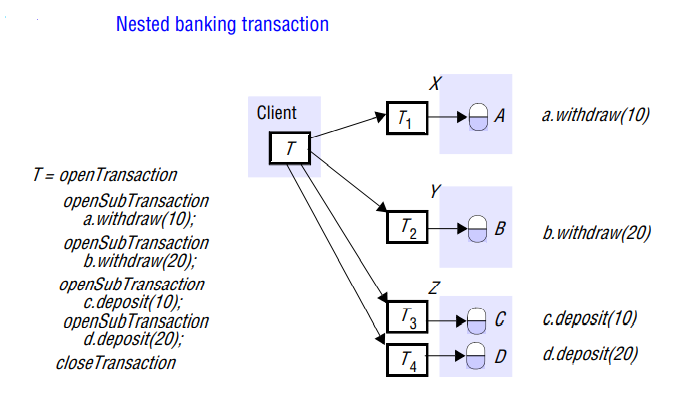 Nested banking transaction
Client
T
X
T1
A
a.withdraw(10)
Y
T2
B
b.withdraw(20)
Z
T3
C
c.deposit(10)
T4
D
d.deposit(20)
T = openTransaction
openSubTransaction
a.withdraw(10);
openSubTransaction
b.withdraw(20);
openSubTransaction
c.deposit(10);
openSubTransaction
d.deposit(20);
closeTransaction